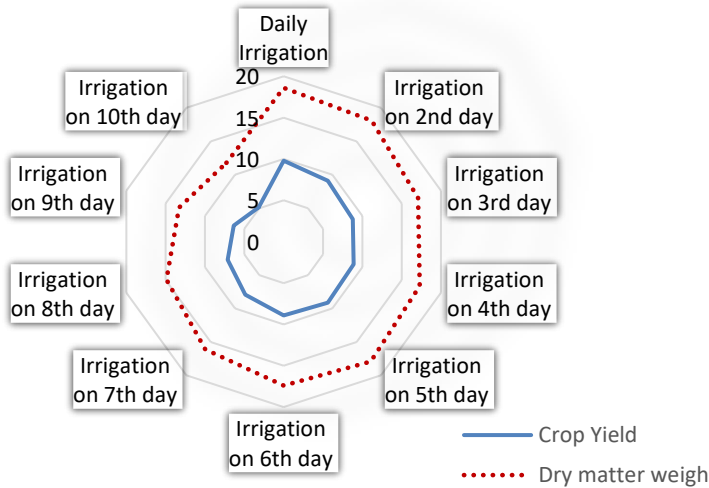 Daily
Irrigation
Irrigation
on 2nd day
Irrigation
on 3rd day
Irrigation
on 4th day
Irrigation
on 5th day
Irrigation
on 6th day
Irrigation
on 7th day
Irrigation
on 8th day
Irrigation
on 9th day
Irrigation
on 10th day
20
15
10
5
0
Crop Yield
Dry matter weigh